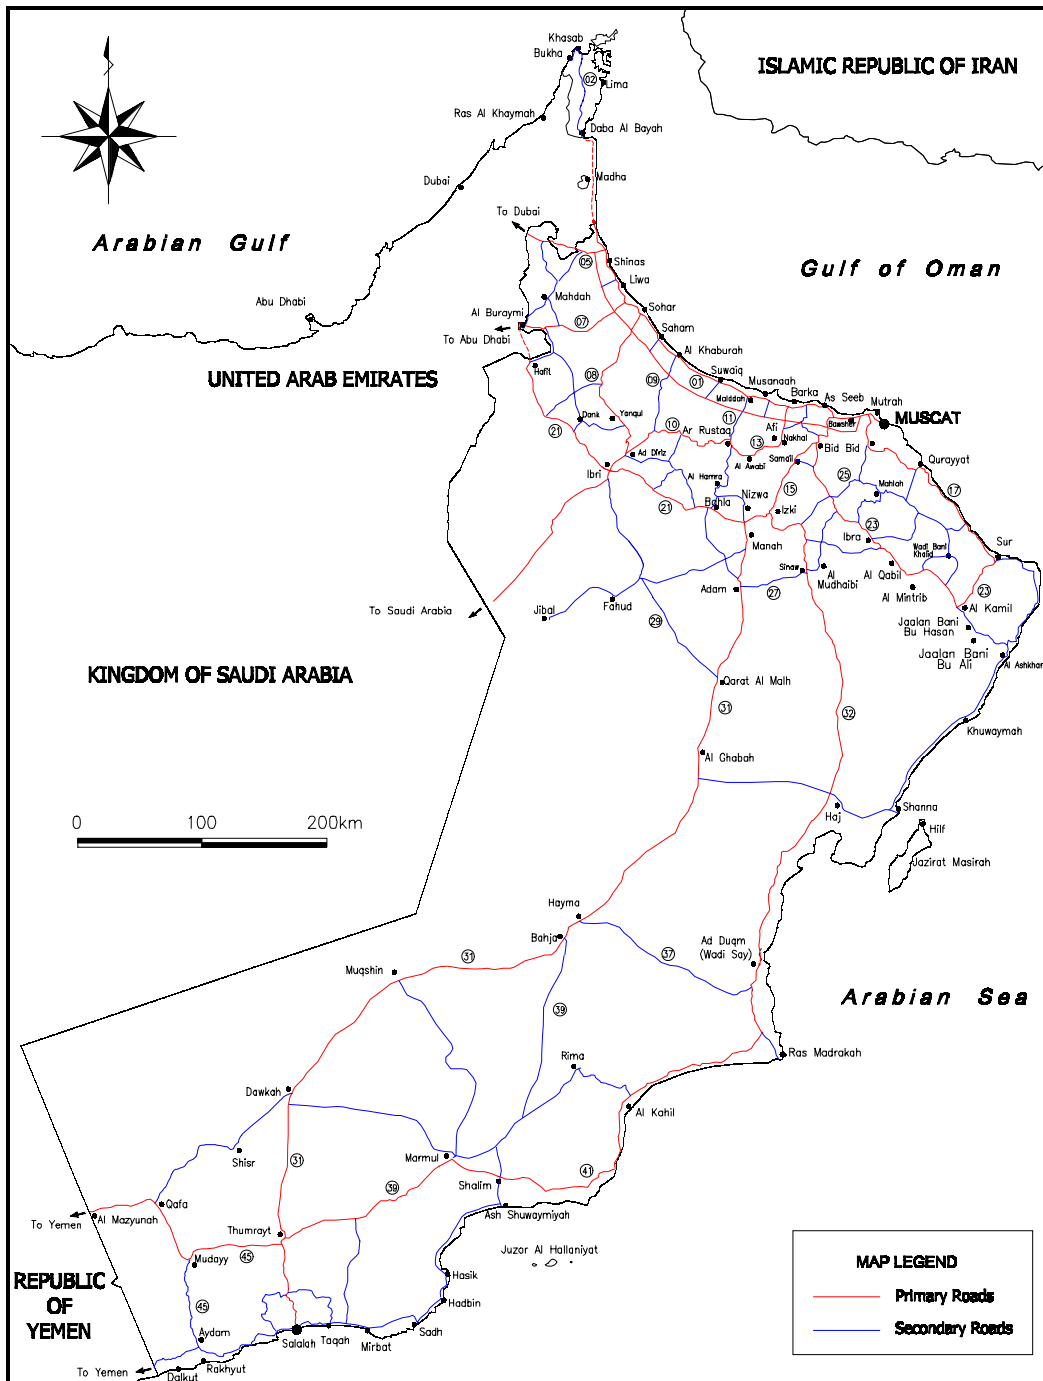 Khasab
Bukha
ISLAMIC REPUBLIC OF IRAN
02
Lima
Ras Al Khaymah
Daba Al Bayah
Madha
Dubai
To Dubai
Arabian Gulf
05
Shinas
Gulf of Oman
Liwa
Mahdah
Abu Dhabi
Sohar
Al Buraymi
07
To Abu Dhabi
Saham
Al Khaburah
Hafit
UNITED ARAB EMIRATES
08
09
01
Suwaiq
Musanaah
Malddah
Barka
As Seeb
Mutrah
MUSCAT
Dank
Yanqul
11
Bawsher
21
10
Ar Rustaq
Afi
13
Nakhal
Bid Bid
Ad Driz
Al Awabi
Samail
Qurayyat
Ibri
Al Hamra
25
15
Mahlah
17
21
Bahla
Nizwa
Izki
23
Ibra
Manah
Wadi Bani
Khalid
Sur
Sinaw
Al
Mudhaibi
Al Qabil
Adam
27
Al Mintrib
23
To Saudi Arabia
Jibal
Fahud
29
Al Kamil
Jaalan Bani
Bu Hasan
Jaalan Bani
Bu Ali
Al Ashkhar
KINGDOM OF SAUDI ARABIA
Qarat Al Malh
31
32
Khuwaymah
Al Ghabah
0
100
200km
Haj
Shanna
Hilf
Jazirat Masirah
Hayma
Bahja
Ad Duqm
(Wadi Say)
31
37
Muqshin
Arabian Sea
39
Rima
Ras Madrakah
Dawkah
Al Kahil
Shisr
31
Marmul
41
39
Shalim
Qafa
To Yemen
Al Mazyunah
Ash Shuwaymiyah
Thumrayt
Juzor Al Hallaniyat
45
Mudayy
Hasik
MAP LEGEND
REPUBLIC
OF
YEMEN
45
Hadbin
Primary Roads
Secondary Roads
Aydam
Salalah
Taqah
Mirbat
Sadh
To Yemen
Rakhyut
Dalkut